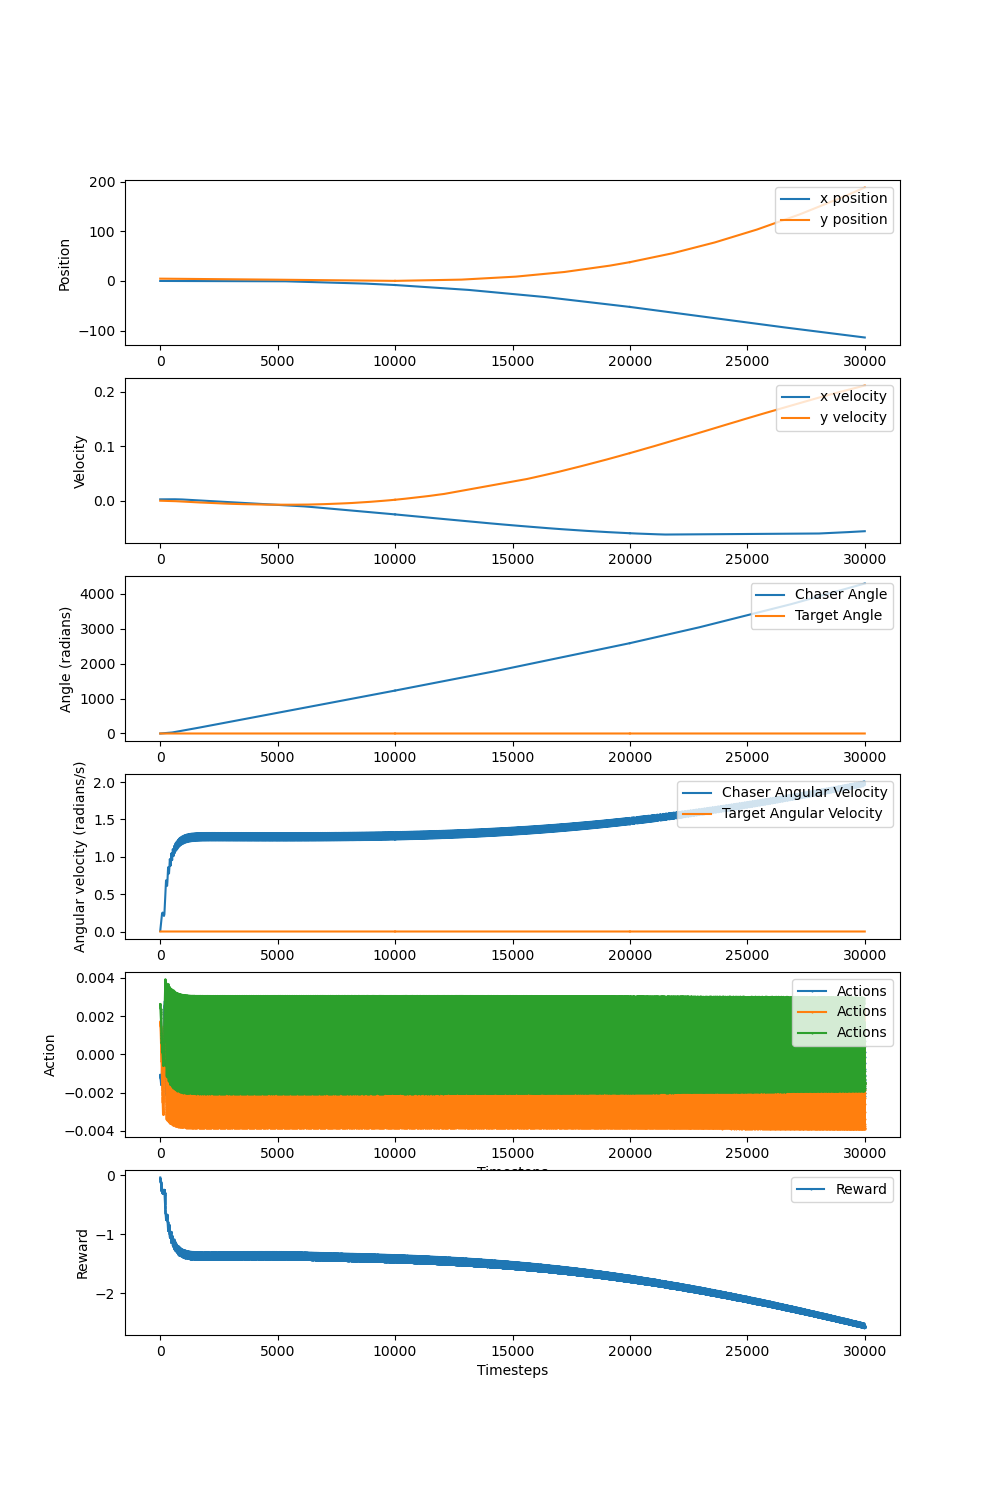 200
100
0
−100
Position
x position
y position
0 5000 10000 15000 20000 25000 30000
0.2
0.1
0.0
Velocity
x velocity
y velocity
0 5000 10000 15000 20000 25000 30000
4000
3000
2000
1000
0
Angle (radians)
Chaser Angle
Target Angle
0 5000 10000 15000 20000 25000 30000
2.0
1.5
1.0
0.5
0.0
Angular velocity (radians/s)
Chaser Angular Velocity
Target Angular Velocity
0 5000 10000 15000 20000 25000 30000
0.004
0.002
0.000
−0.002
−0.004
Action
Actions
Actions
Actions
0 5000 10000 15000 20000 25000 30000
Timesteps
0
−1
−2
Reward
Reward
0 5000 10000 15000 20000 25000 30000
Timesteps